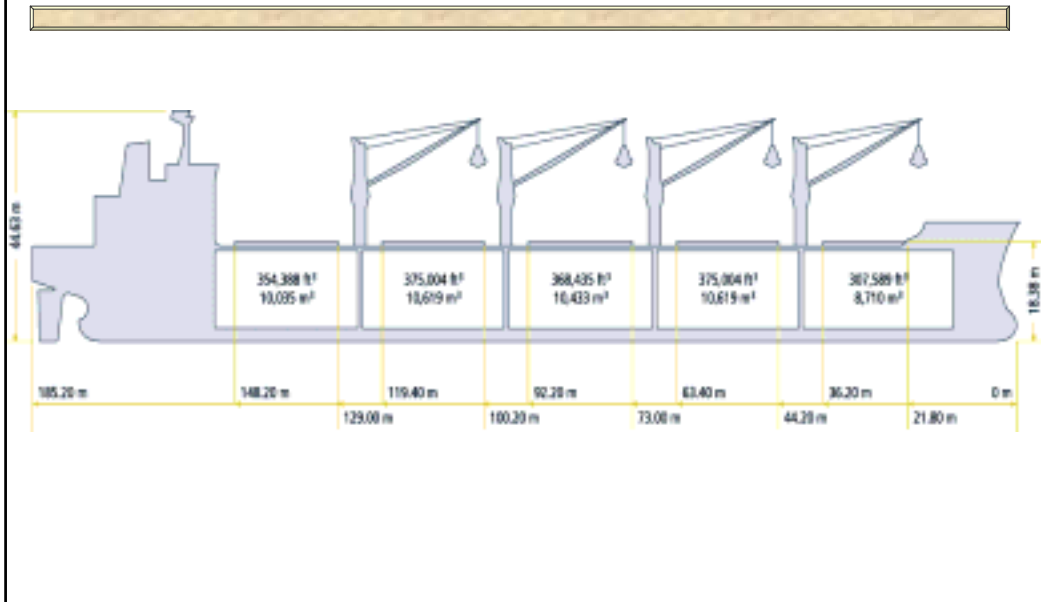 44.63 m
354,388 ft³
10,035 m³
375,004 ft³
10,619 m³
368,435 ft³
10,433 m³
375,004 ft³
10,619 m³
307,589 ft³
8,710 m³
18.38 m
185.20 m
148.20 m
119.40 m
92.20 m
63.40 m
36.20 m
0 m
129.00 m
100.20 m
73.00 m
44.20 m
21.80 m